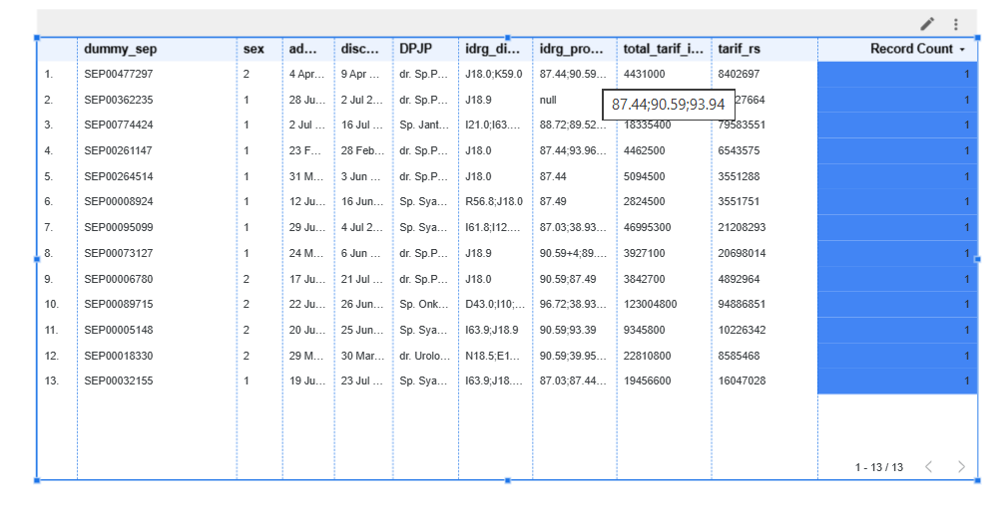 dummy_sep sex ad... disc... DPJP idrg_di... idrg_pro... total_tarif_i... tarif_rs Record Count
1. SEP00477297 2 4 Apr... 9 Apr ... dr. Sp.P... J18.0;K59.0 87.44;90.59... 4431000 8402697 1
2. SEP00362235 1 28 Ju... 2 Jul 2... dr. Sp.P... J18.9 null 27664 1
87.44;90.59;93.94
3. SEP00774424 1 2 Jul ... 16 Jul ... Sp. Jant... I21.0;I63.... 88.72;89.52... 18335400 79583551 1
4. SEP00261147 1 23 F... 28 Feb... dr. Sp.P... J18.0 87.44;93.96... 4462500 6543575 1
5. SEP00264514 1 31 M... 3 Jun ... dr. Sp.P... J18.0 87.44 5094500 3551288 1
6. SEP00008924 1 12 Ju... 16 Jun... Sp. Sya... R56.8;J18.0 87.49 2824500 3551751 1
7. SEP00095099 1 29 Ju... 4 Jul 2... Sp. Sya... I61.8;I12.... 87.03;38.93... 46995300 21208293 1
8. SEP00073127 1 24 M... 6 Jun ... dr. Sp.P... J18.9 90.59+4;89.... 3927100 20698014 1
9. SEP00006780 2 17 Ju... 21 Jul ... dr. Sp.P... J18.0 90.59;87.49 3842700 4892964 1
10. SEP00089715 2 22 Ju... 26 Jun... Sp. Onk... D43.0;I10;... 96.72;38.93... 123004800 94886851 1
11. SEP00005148 2 20 Ju... 25 Jun... Sp. Sya... I63.9;J18.9 90.59;93.39 9345800 10226342 1
12. SEP00018330 2 29 M... 30 Mar... dr. Urolo... N18.5;E1... 90.59;39.95... 22810800 8585468 1
13. SEP00032155 1 19 Ju... 23 Jul ... Sp. Sya... I63.9;J18.... 87.03;87.44... 19456600 16047028 1
1 - 13 / 13